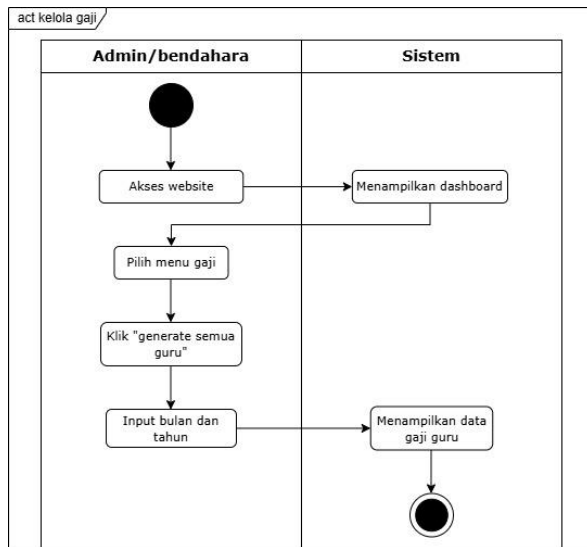 act kelola gaji
Admin/bendahara
Sistem
Akses website
Menampilkan dashboard
Pilih menu gaji
Klik "generate semua
guru"
Input bulan dan
tahun
Menampilkan data
gaji guru